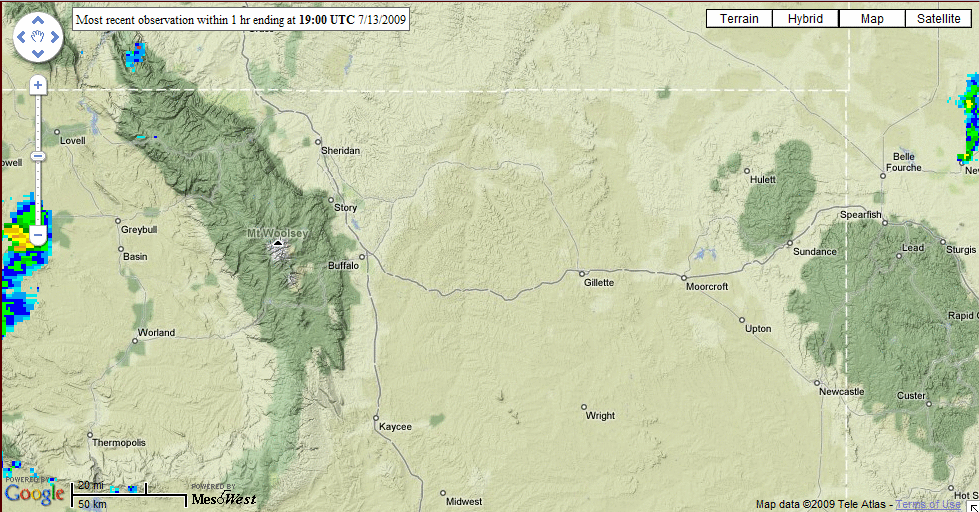 Most recent observation within 1 hr ending at 19:00 UTC 7/13/2009
Terrain
Hybrid
Map
Satellite
Lovell
owell
Sheridan
Story
Greybull
Basin
Mt Woolsey
Buffalo
Worland
Thermopolis
Kaycee
Midwest
Gillette
Wright
Moorcroft
Upton
Hulett
Sundance
Newcastle
Belle
Fourche
New
Spearfish
Lead
Sturgis
Rapid C
Custer
Hot S
POWERED BY
Google
20 mi
50 km
POWERED BY
MesoWest
Map data ©2009 Tele Atlas - Terms of Use